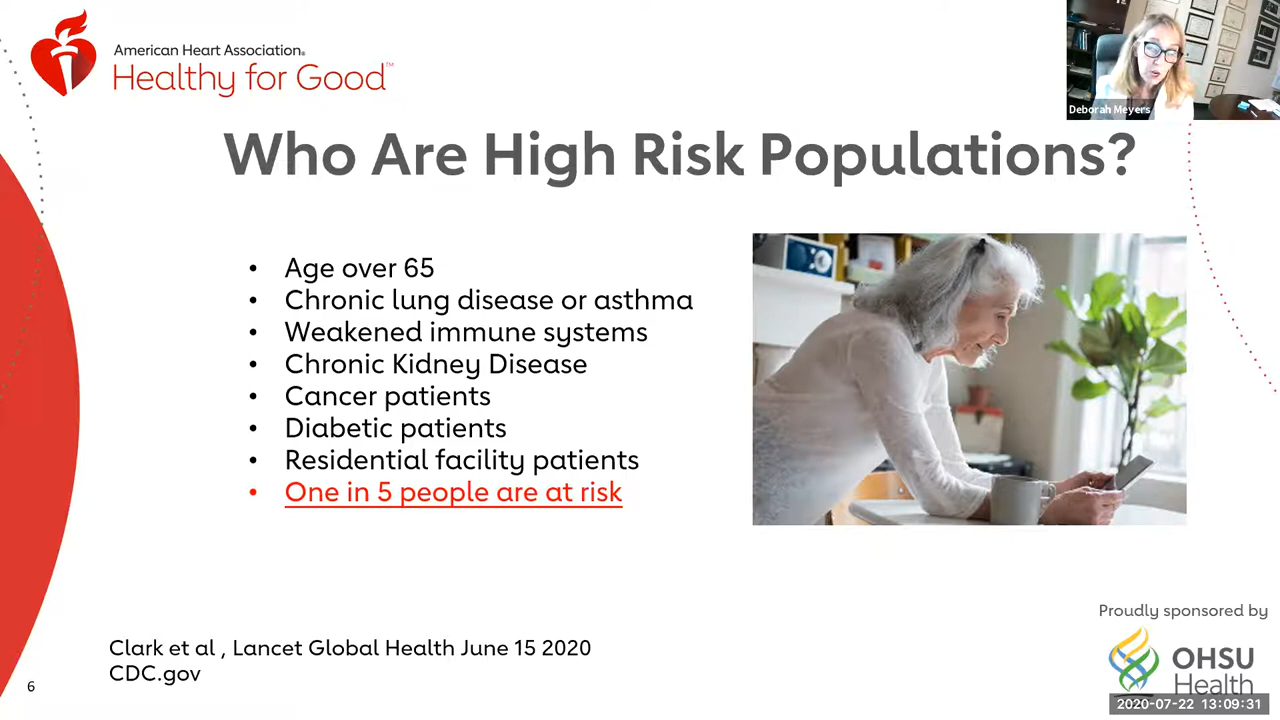 American Heart Association®
Healthy for Good™
Deborah Meyers
Who Are High Risk Populations?
• Age over 65
• Chronic lung disease or asthma
• Weakened immune systems
• Chronic Kidney Disease
• Cancer patients
• Diabetic patients
• Residential facility patients
• One in 5 people are at risk
Clark et al , Lancet Global Health June 15 2020
CDC.gov
6
Proudly sponsored by
OHSU
Health
2020-07-22 13:09:31